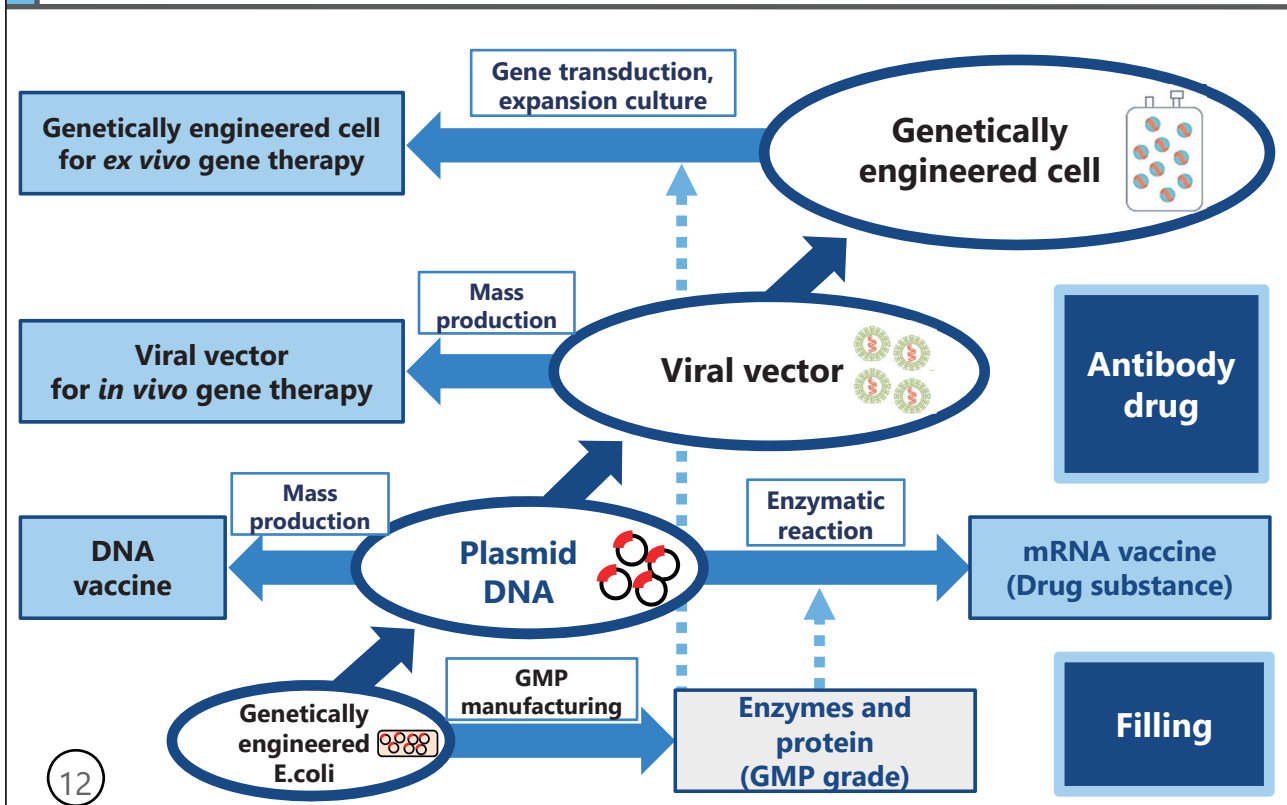 Gene transduction,
expansion culture
Genetically engineered cell
for ex vivo gene therapy
Genetically
engineered cell
Mass
production
Viral vector
for in vivo gene therapy
Viral vector
Antibody
drug
Mass
production
Enzymatic
reaction
DNA
vaccine
Plasmid
DNA
mRNA vaccine
(Drug substance)
GMP
manufacturing
Genetically
engineered
E.coli
Enzymes and
protein
(GMP grade)
Filling
12